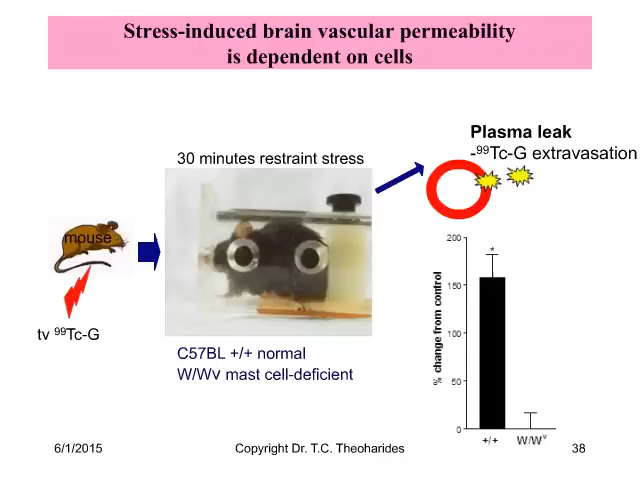 Stress-induced brain vascular permeability
is dependent on cells
Plasma leak
-⁹⁹Tc-G extravasation
30 minutes restraint stress
mouse
tv ⁹⁹Tc-G
C57BL +/+ normal
W/Wv mast cell-deficient
% change from control
200
150
100
50
0
*
+/+
W/Wᵛ
6/1/2015
Copyright Dr. T.C. Theoharides
38